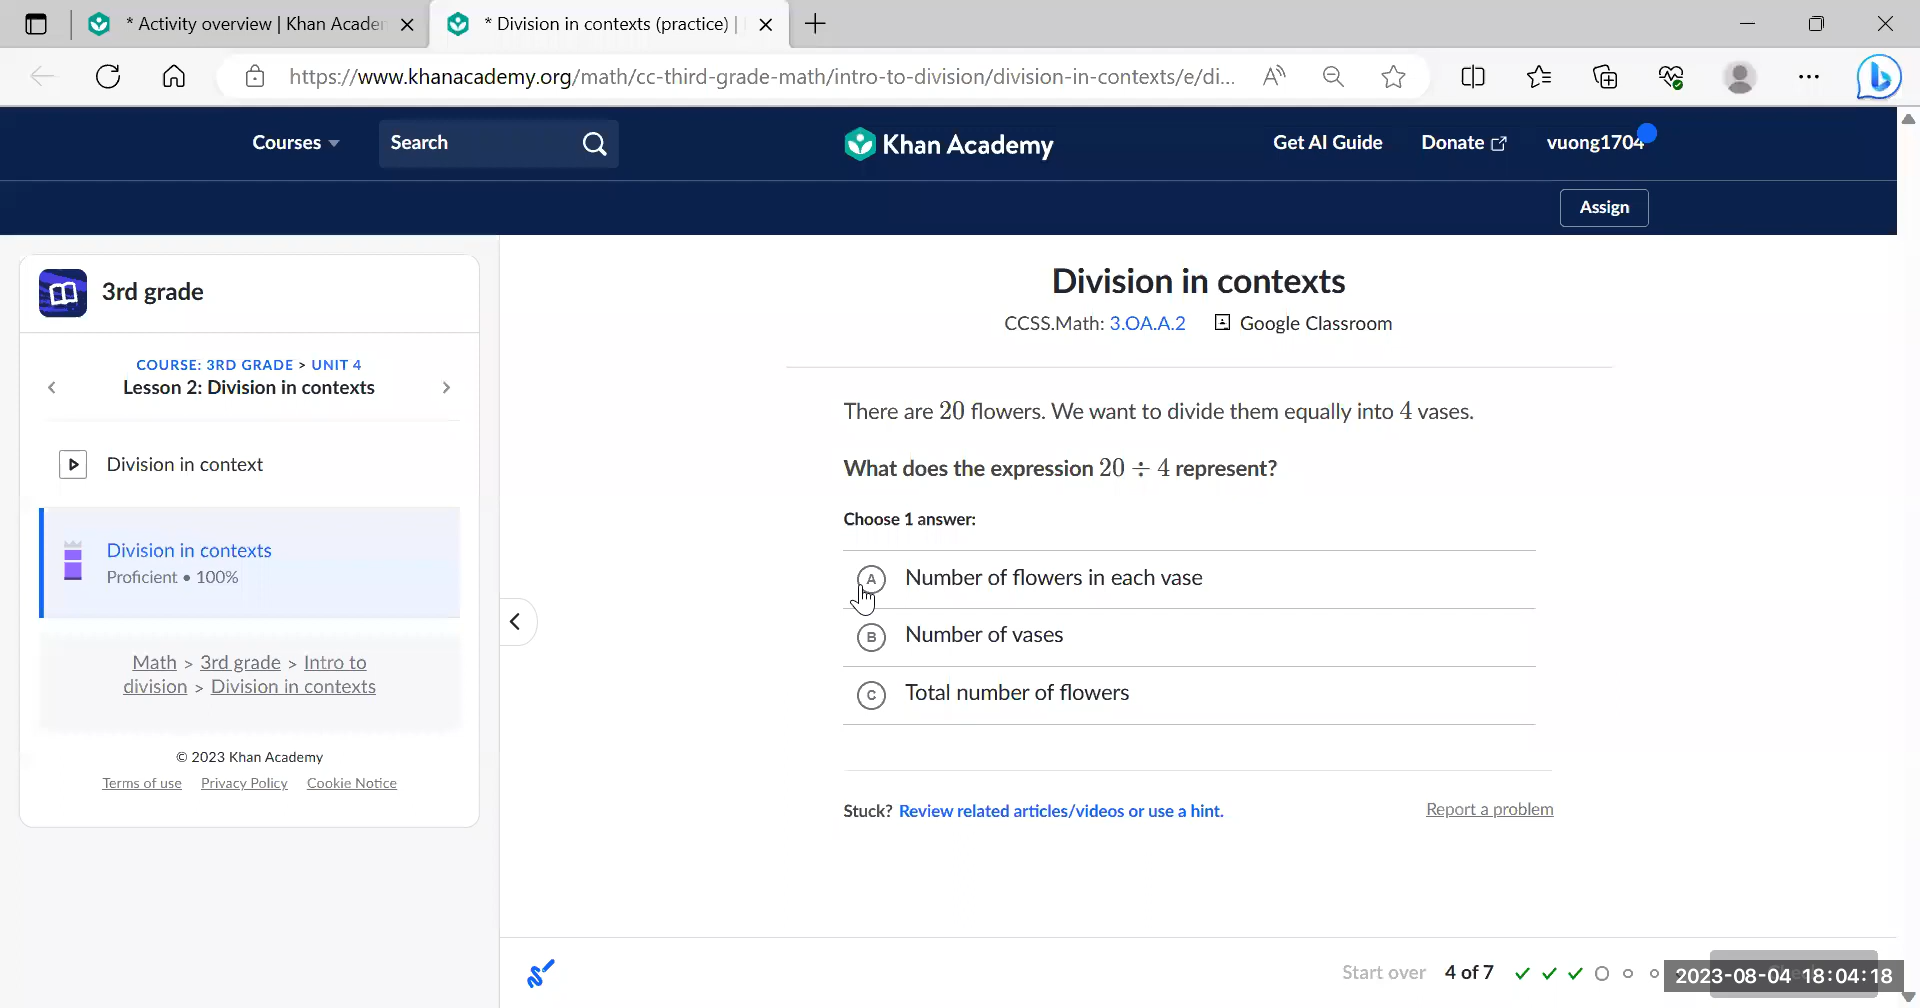 * Activity overview | Khan Acade
* Division in contexts (practice) |
https://www.khanacademy.org/math/cc-third-grade-math/intro-to-division/division-in-contexts/e/di...
Courses
Search
Khan Academy
Get AI Guide
Donate
vuong1704
Assign
3rd grade
COURSE: 3RD GRADE > UNIT 4
Lesson 2: Division in contexts
Division in context
Division in contexts
Proficient • 100%
Math > 3rd grade > Intro to
division > Division in contexts
© 2023 Khan Academy
Terms of use Privacy Policy Cookie Notice
Division in contexts
CCSS.Math: 3.OA.A.2 Google Classroom
There are 20 flowers. We want to divide them equally into 4 vases.
What does the expression 20 ÷ 4 represent?
Choose 1 answer:
A Number of flowers in each vase
B Number of vases
C Total number of flowers
Stuck? Review related articles/videos or use a hint.
Report a problem
Start over 4 of 7
2023-08-04 18:04:18